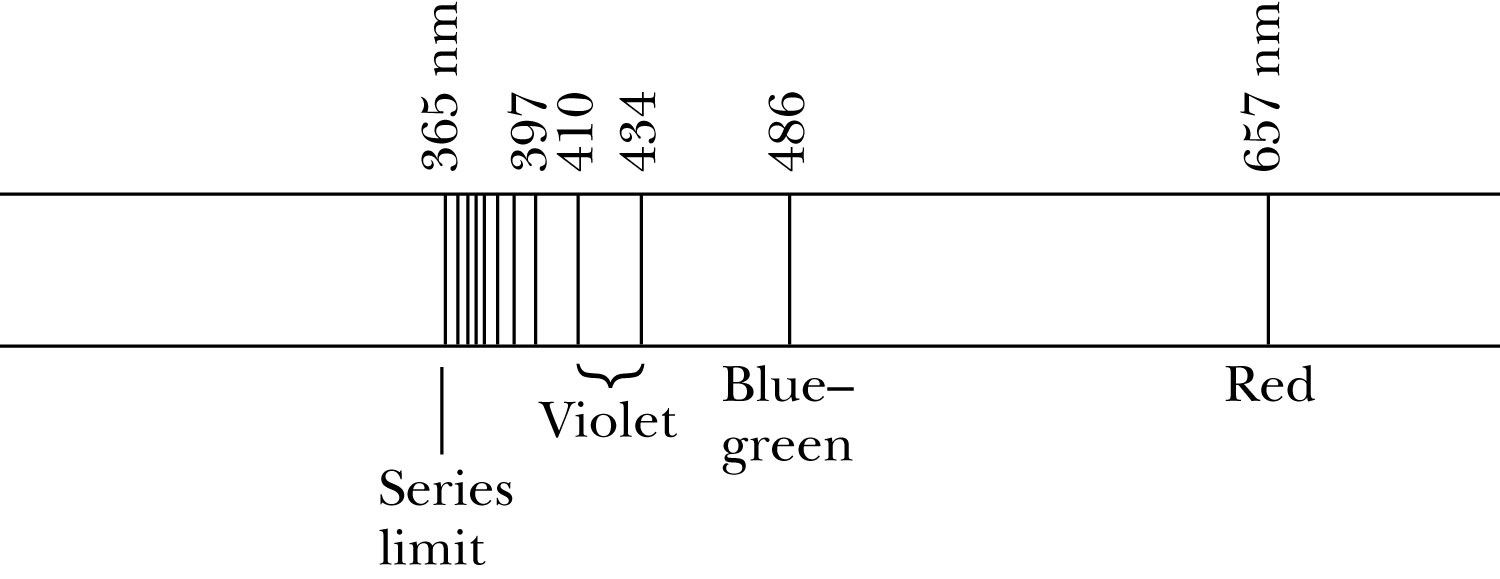 365 nm
397
410
434
486
657 nm
Violet
Blue–
green
Red
Series
limit